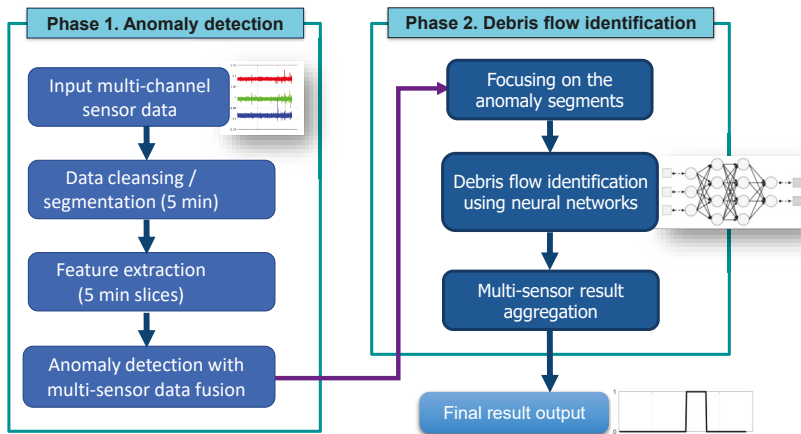 Phase 1. Anomaly detection
Input multi-channel
sensor data
Data cleansing /
segmentation (5 min)
Feature extraction
(5 min slices)
Anomaly detection with
multi-sensor data fusion
Phase 2. Debris flow identification
Focusing on the
anomaly segments
Debris flow identification
using neural networks
Multi-sensor result
aggregation
Final result output
1
0